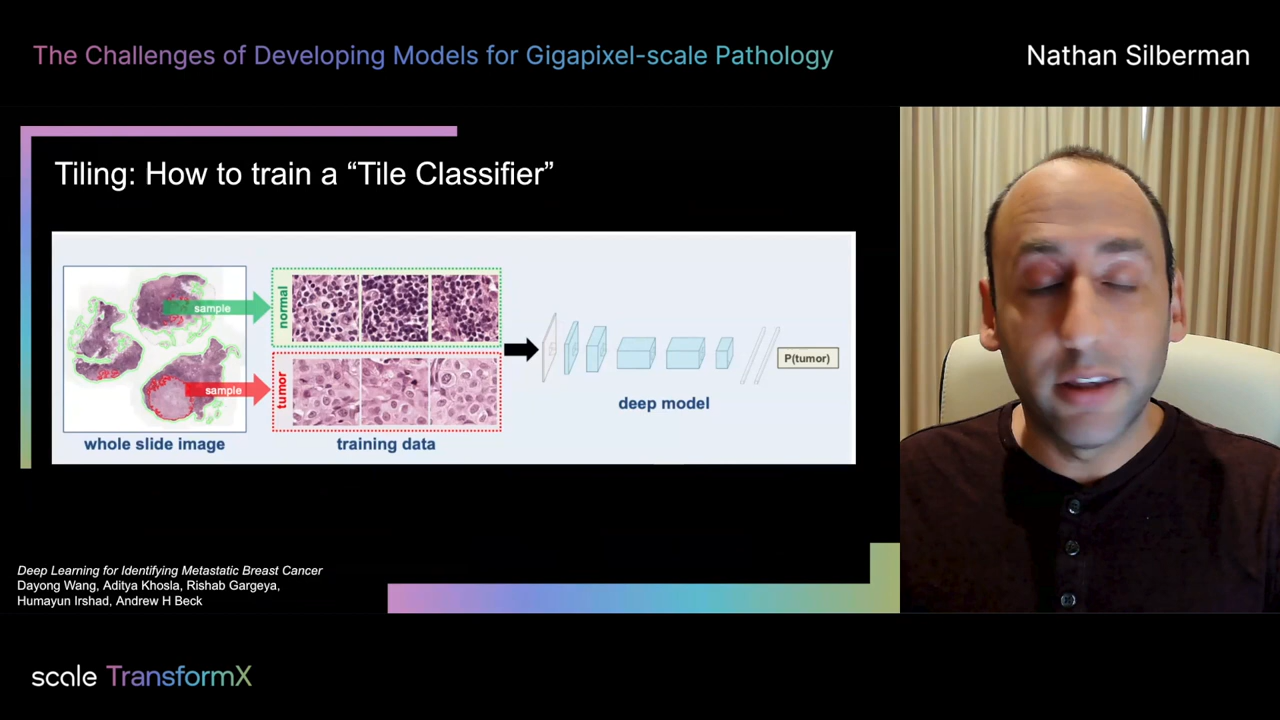 The Challenges of Developing Models for Gigapixel-scale Pathology
Nathan Silberman
Tiling: How to train a “Tile Classifier”
sample
normal
sample
tumor
P(tumor)
deep model
whole slide image
training data
Deep Learning for Identifying Metastatic Breast Cancer
Dayong Wang, Aditya Khosla, Rishab Gargeya,
Humayun Irshad, Andrew H Beck
scale TransformX